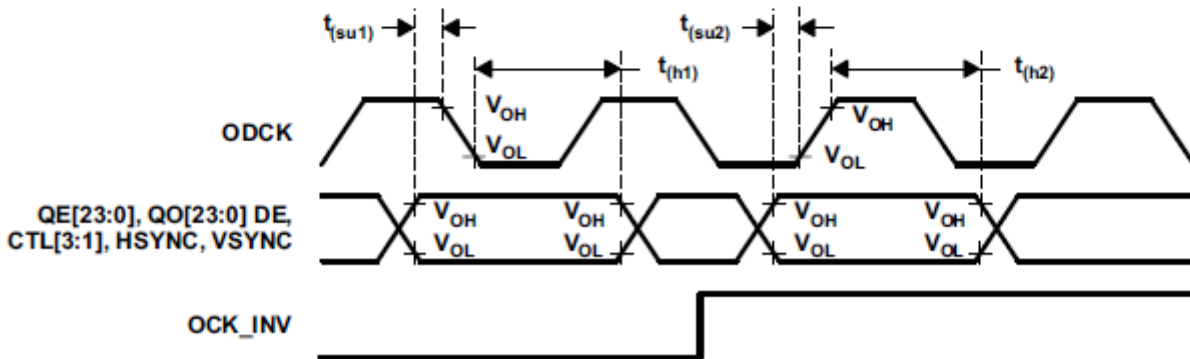 t(su1)
t(su2)
t(h1)
t(h2)
ODCK
VOH
VOL
VOH
VOL
QE[23:0], QO[23:0] DE,
CTL[3:1], HSYNC, VSYNC
VOH VOH VOH VOH
VOL VOL VOL VOL
OCK_INV